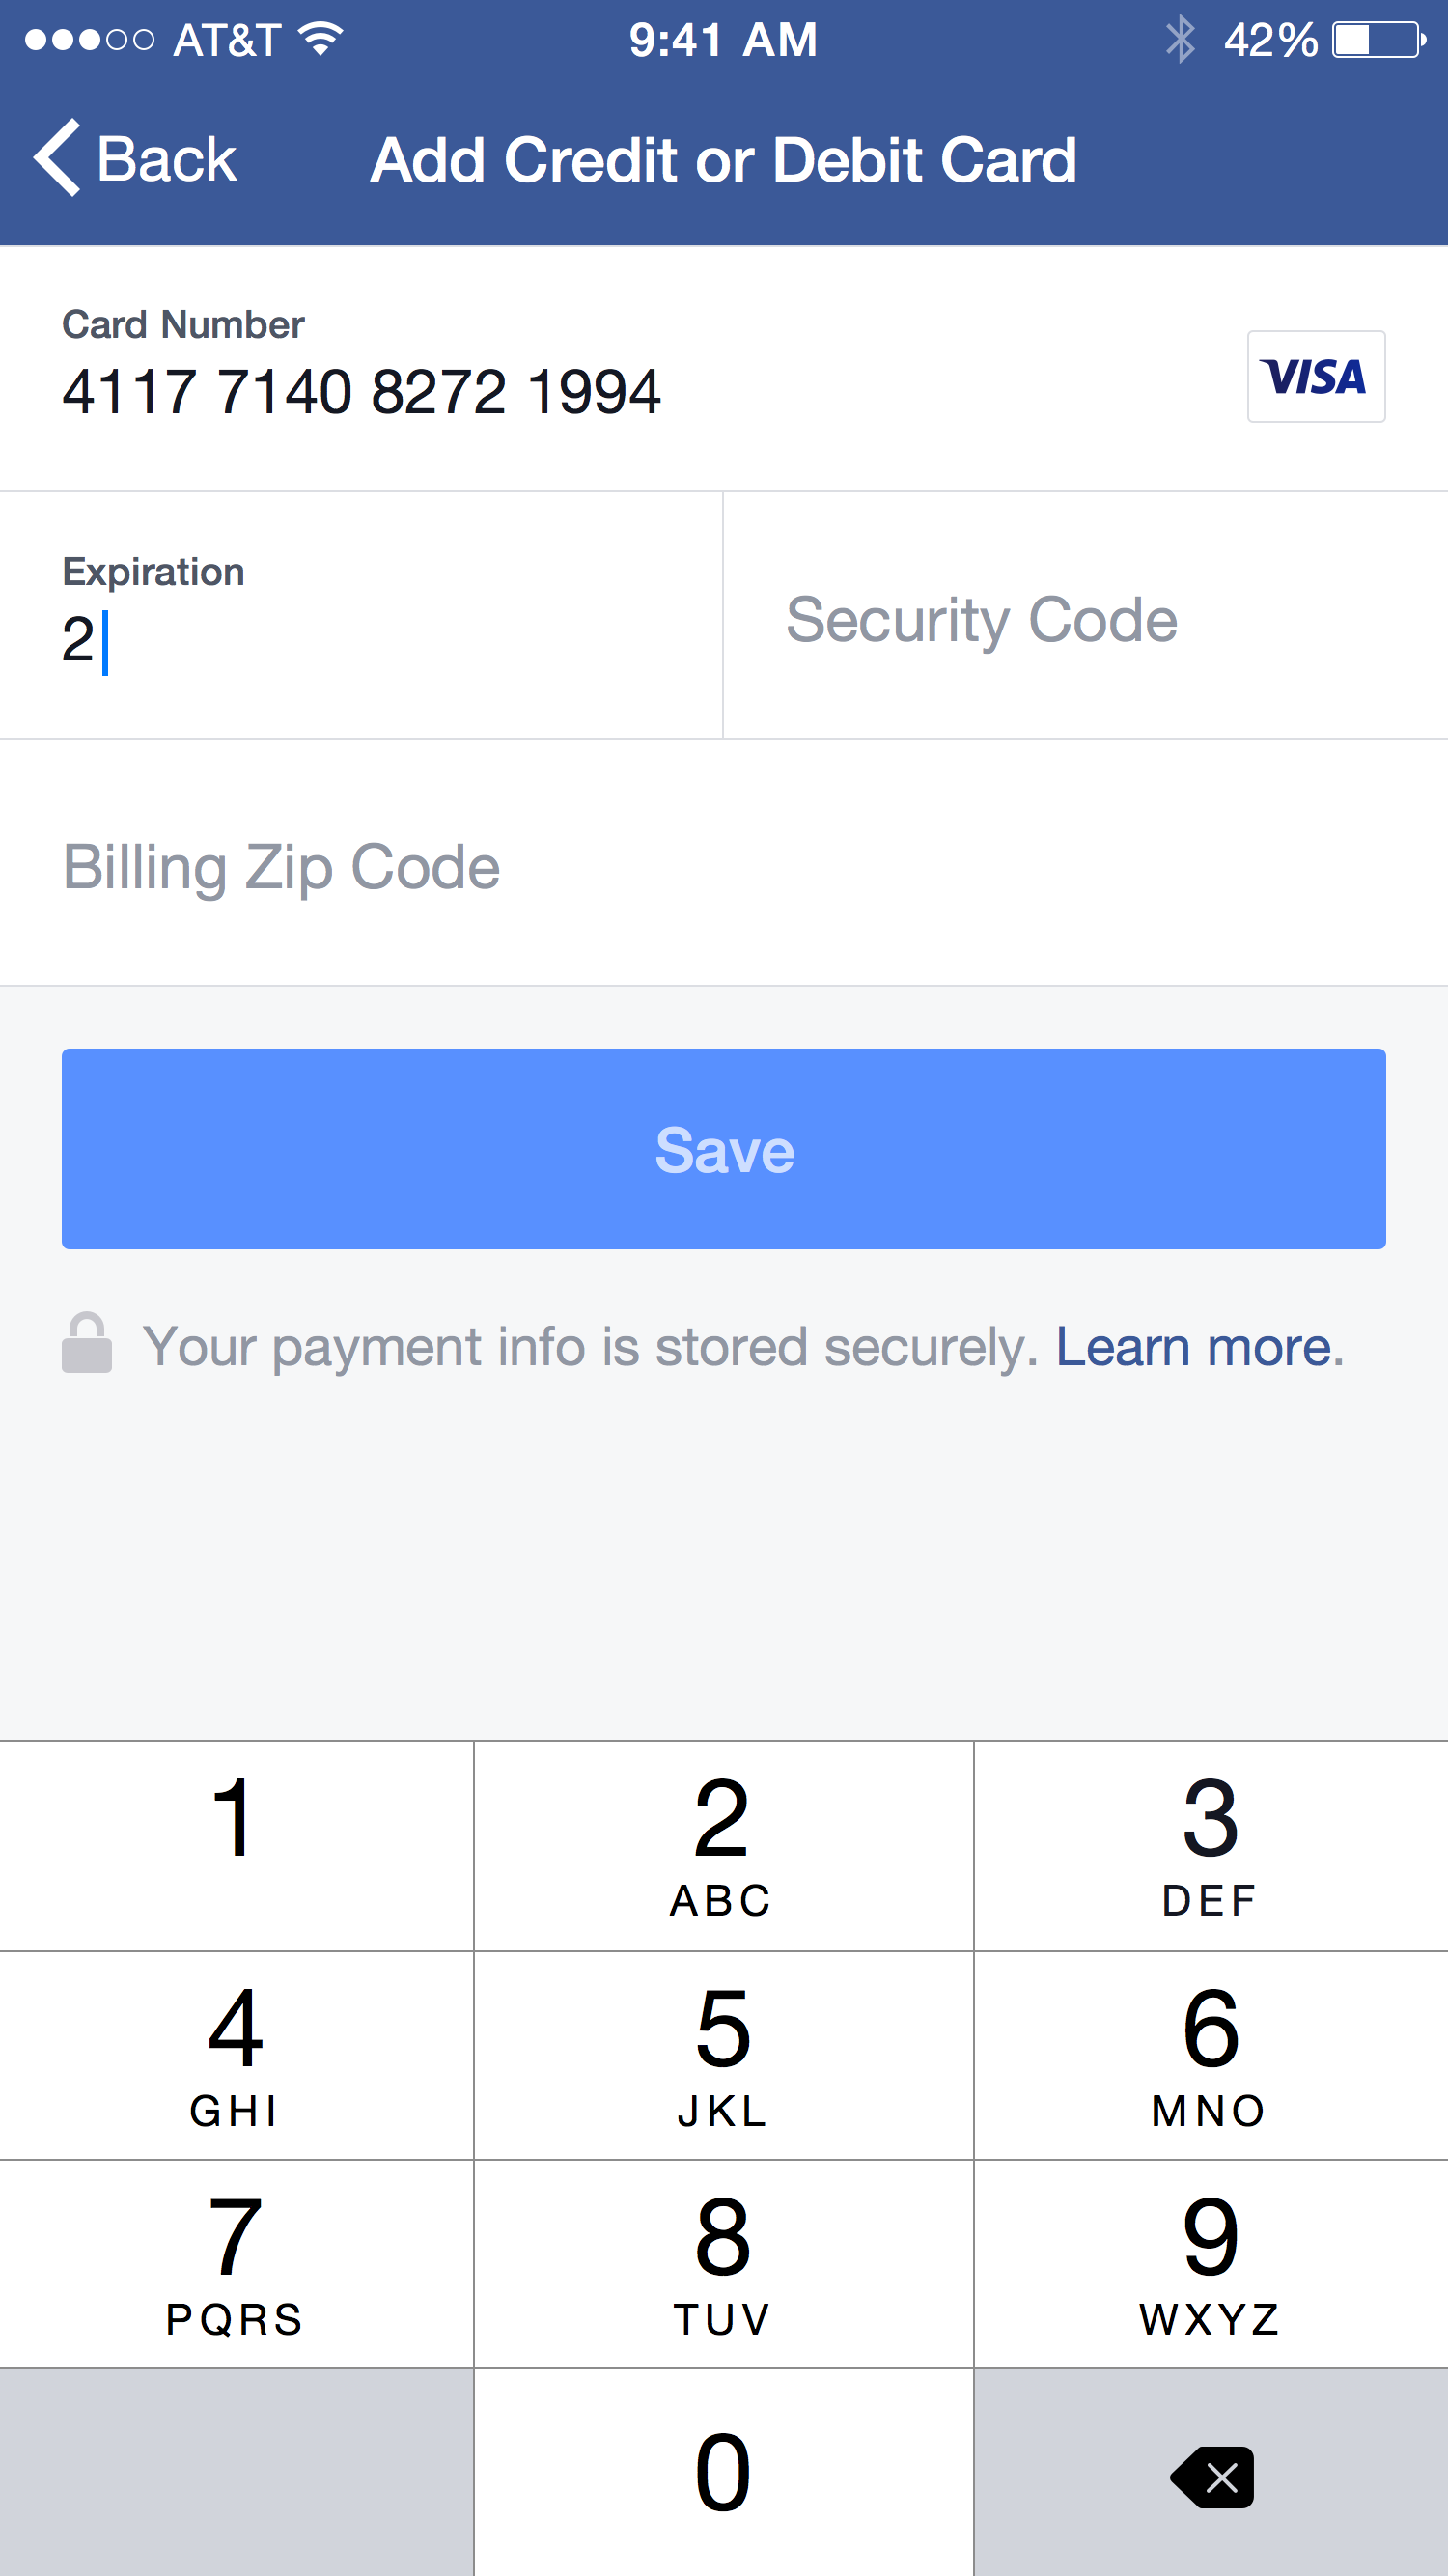 AT&T 9:41 AM 42%
Back Add Credit or Debit Card
Card Number
4117 7140 8272 1994
VISA
Expiration
2
Security Code
Billing Zip Code
Save
Your payment info is stored securely. Learn more.
1 2 3
ABC DEF
4 5 6
GHI JKL MNO
7 8 9
PQRS TUV WXYZ
0